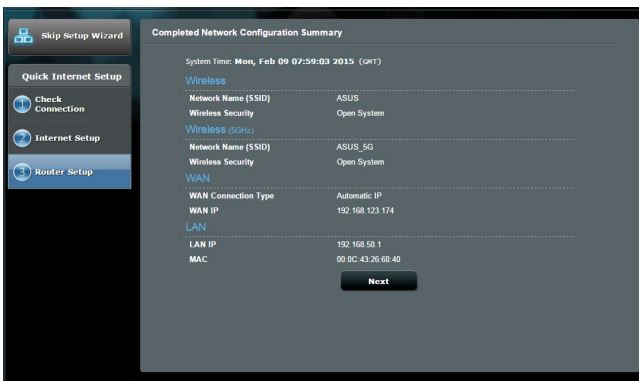 Skip Setup Wizard
Quick Internet Setup
1 Check Connection
2 Internet Setup
3 Router Setup
Completed Network Configuration Summary
System Time: Mon, Feb 09 07:59:03 2015 (GMT)
Wireless
Network Name (SSID) ASUS
Wireless Security Open System
Wireless (5GHz)
Network Name (SSID) ASUS_5G
Wireless Security Open System
WAN
WAN Connection Type Automatic IP
WAN IP 192.168.123.174
LAN
LAN IP 192.168.50.1
MAC 00:0C:43:26:60:40
Next